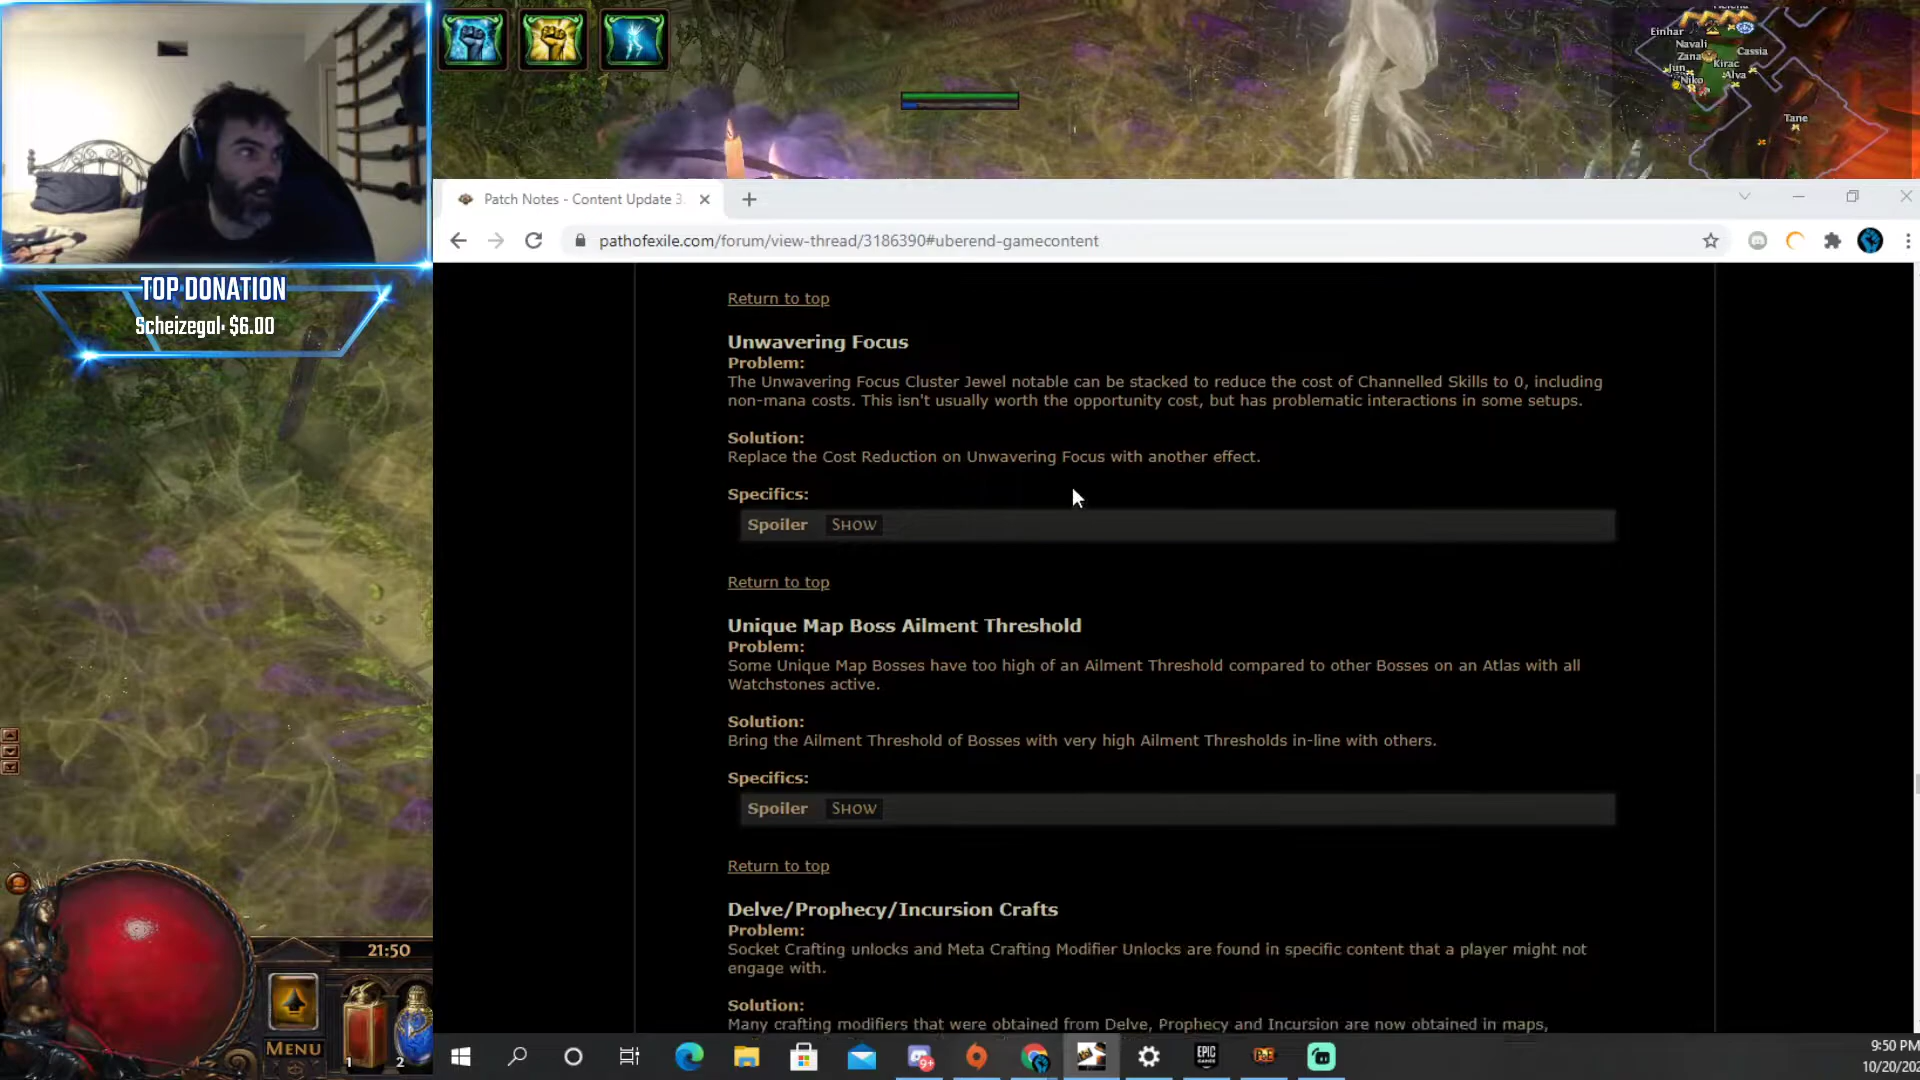 Einhar
Navali
Zana
Cassia
Kirac
Jun
Alva
Niko
Tane
TOP DONATION
Scheizegal: $6.00
Patch Notes - Content Update 3.
pathofexile.com/forum/view-thread/3186390#uberend-gamecontent
Return to top
Unwavering Focus
Problem:
The Unwavering Focus Cluster Jewel notable can be stacked to reduce the cost of Channelled Skills to 0, including
non-mana costs. This isn't usually worth the opportunity cost, but has problematic interactions in some setups.
Solution:
Replace the Cost Reduction on Unwavering Focus with another effect.
Specifics:
Spoiler SHOW
Return to top
Unique Map Boss Ailment Threshold
Problem:
Some Unique Map Bosses have too high of an Ailment Threshold compared to other Bosses on an Atlas with all
Watchstones active.
Solution:
Bring the Ailment Threshold of Bosses with very high Ailment Thresholds in-line with others.
Specifics:
Spoiler SHOW
Return to top
Delve/Prophecy/Incursion Crafts
Problem:
Socket Crafting unlocks and Meta Crafting Modifier Unlocks are found in specific content that a player might not
engage with.
Solution:
Many crafting modifiers that were obtained from Delve, Prophecy and Incursion are now obtained in maps,
21:50
MENU
1
2
9+
EPIC
GAMES
PoE
9:50 PM
10/20/202